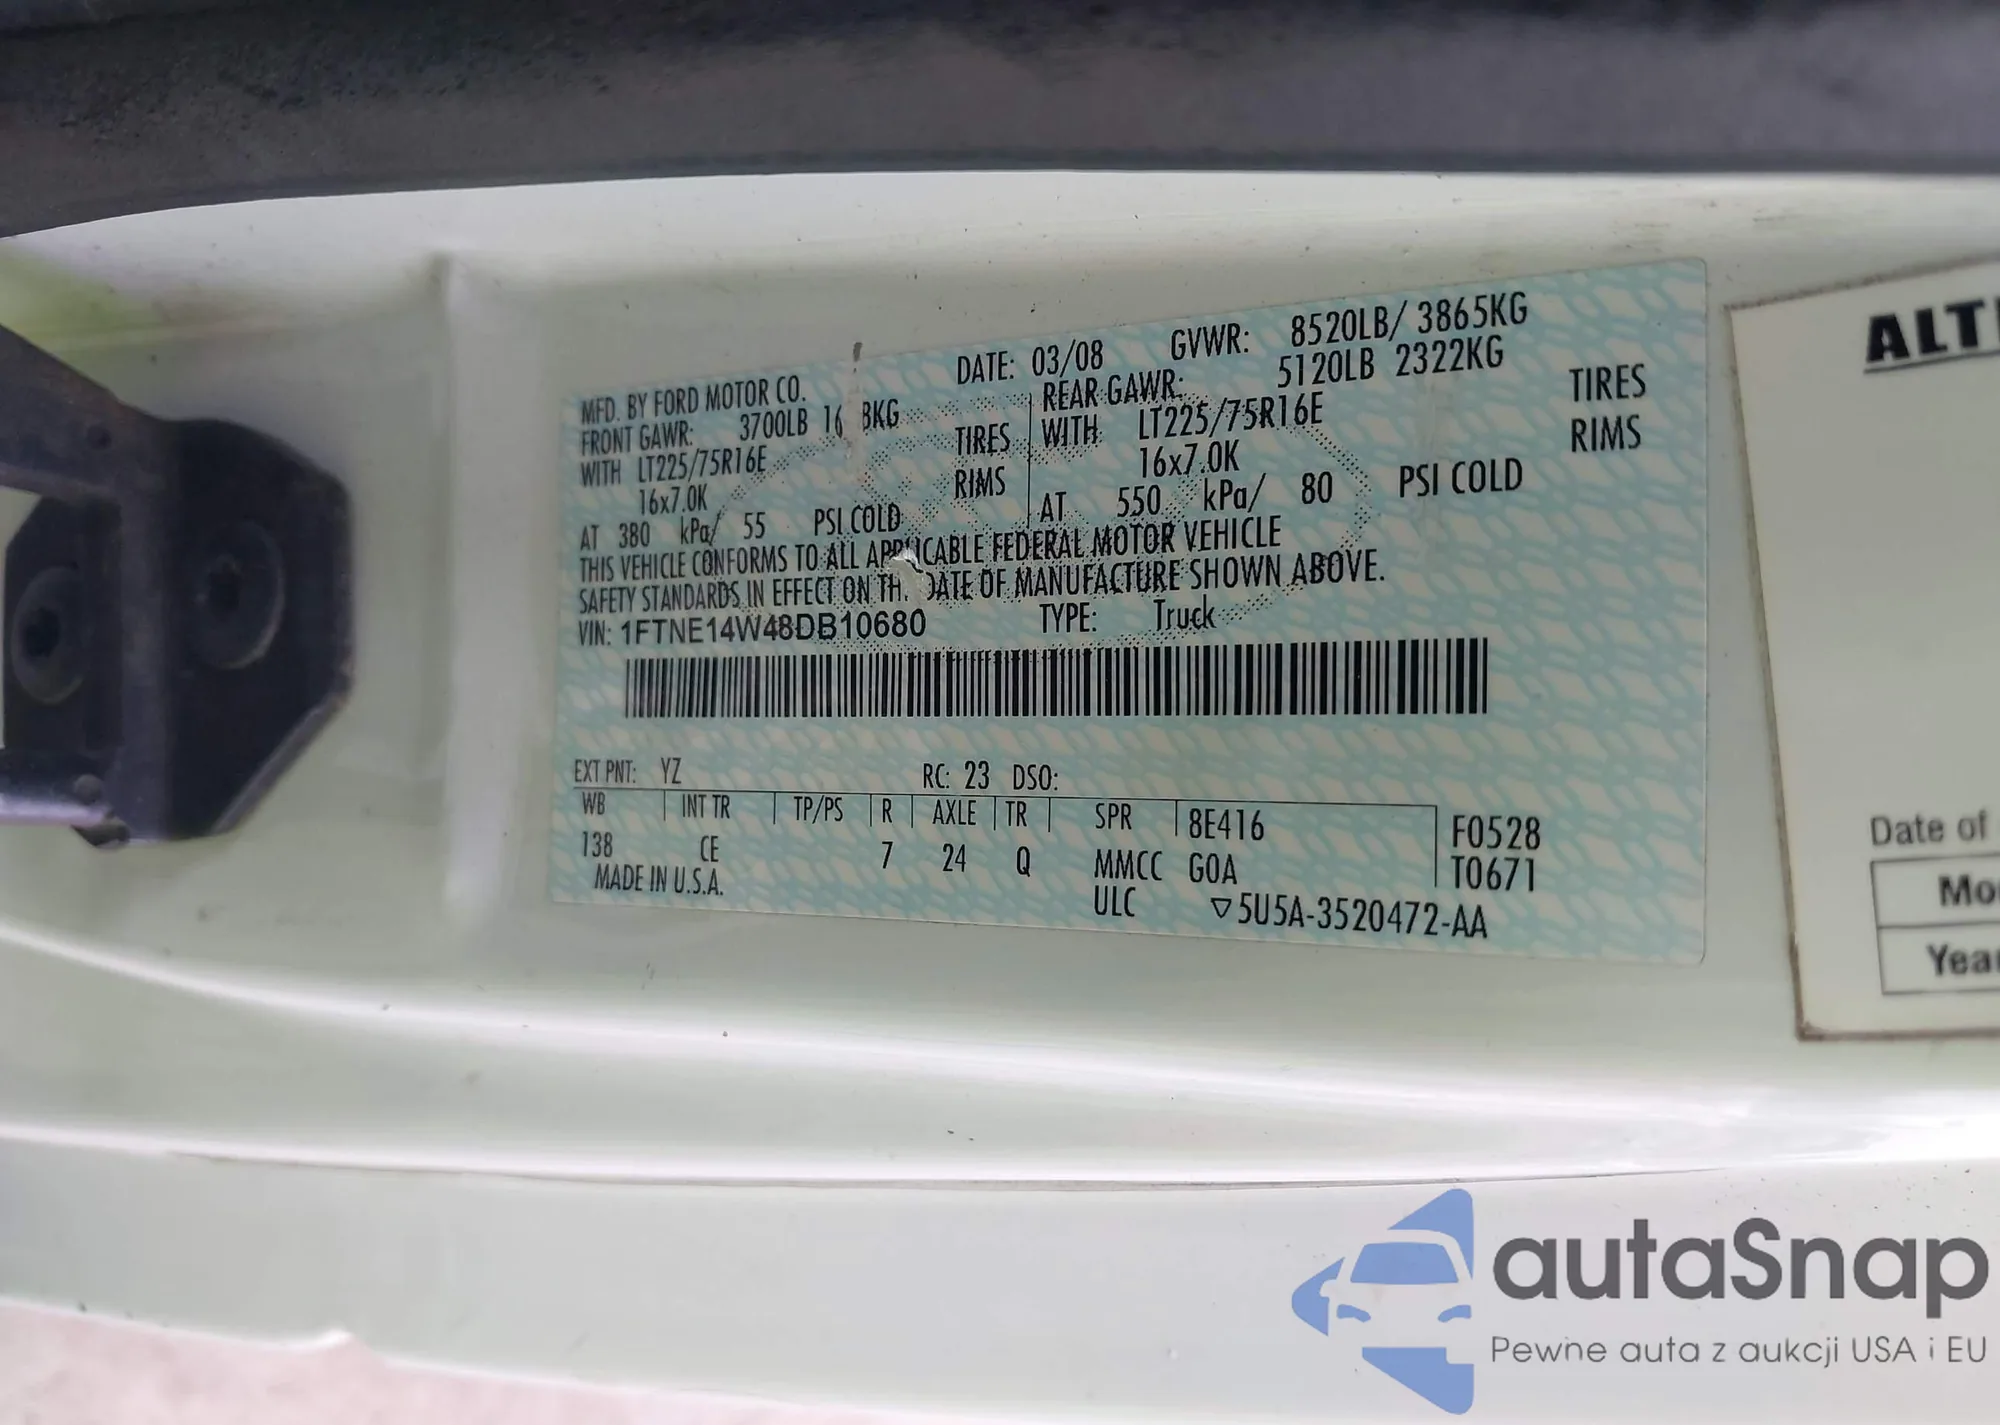 MFD. BY FORD MOTOR CO. DATE: 03/08 GVWR: 8520LB/ 3865KG
FRONT GAWR: 3700LB REAR GAWR: 5120LB 2322KG
WITH LT225/75R16E TIRES WITH LT225/75R16E TIRES
16x7.0K RIMS 16x7.0K RIMS
AT 380 kPa/ 55 PSI COLD AT 550 kPa/ 80 PSI COLD
THIS VEHICLE CONFORMS TO ALL APPLICABLE FEDERAL MOTOR VEHICLE
SAFETY STANDARDS IN EFFECT ON DATE OF MANUFACTURE SHOWN ABOVE.
VIN: 1FTNE14W48DB10680 TYPE: Truck
EXT PNT: YZ RC: 23 DSO:
WB INT TR TP/PS R AXLE TR SPR 8E416 F0528
138 CE 7 24 Q MMCC G0A T0671
MADE IN U.S.A. ULC ▽5U5A-3520472-AA
Date of
autaSnap
Pewne auta z aukcji USA i EU